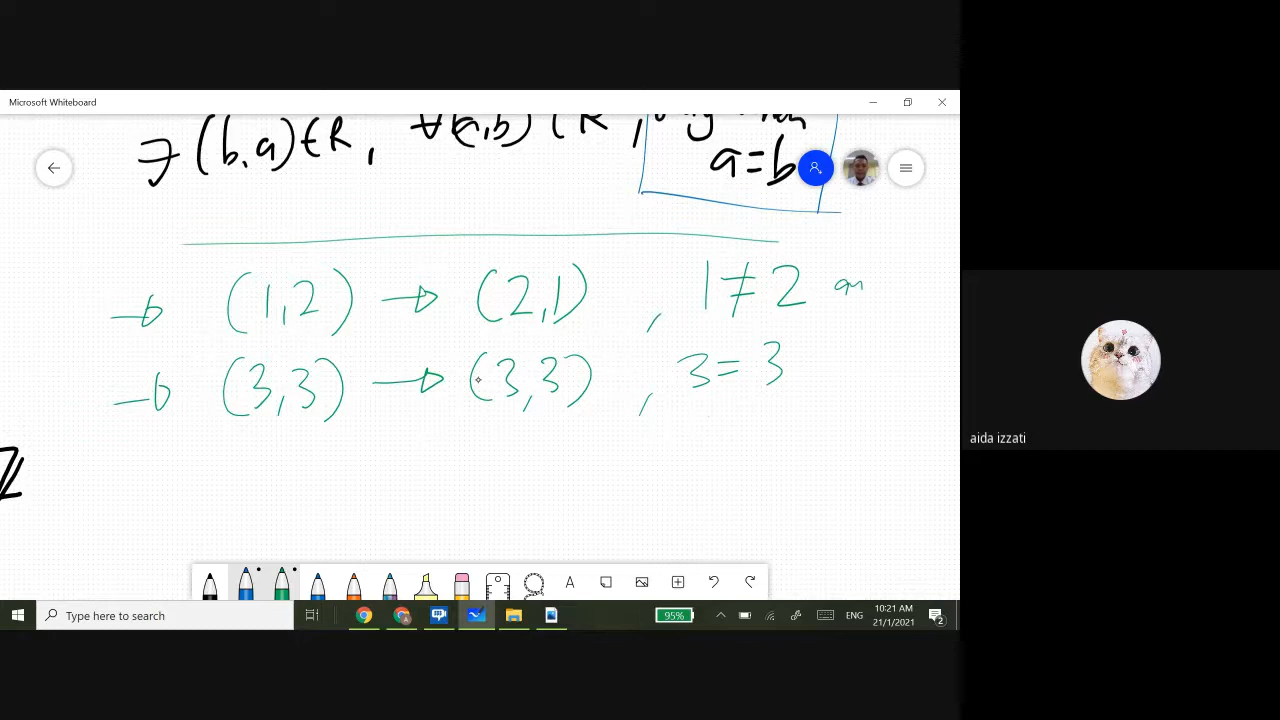 Microsoft Whiteboard
∃ (b,a) ∈ R, ∀(a,b) ∈ R,
a=b
(1,2) → (2,1) , 1 ≠ 2
(3,3) → (3,3) , 3 = 3
aida izzati
A
Type here to search
95%
ENG
10:21 AM
21/1/2021
2